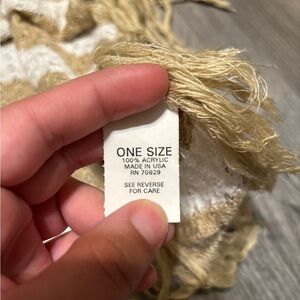 ONE SIZE
100% ACRYLIC
MADE IN USA
RN 70829
SEE REVERSE
FOR CARE